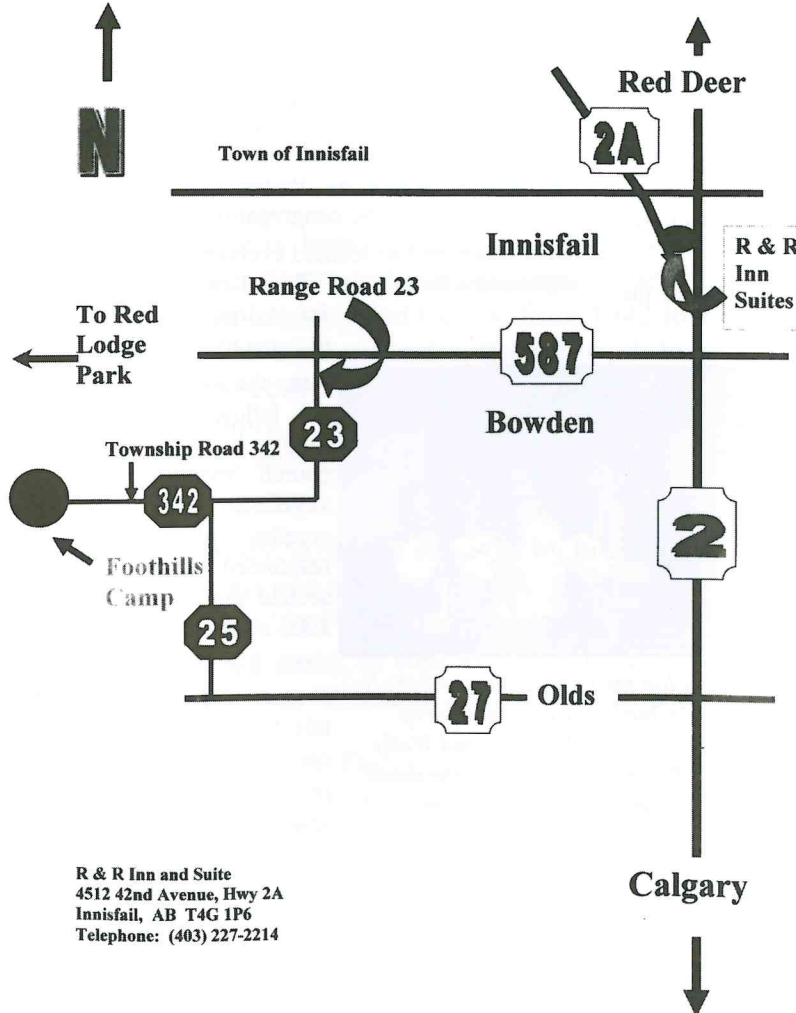 N
Red Deer
2A
Town of Innisfail
Innisfail
R & R
Inn
Suites
Range Road 23
To Red
Lodge
Park
587
Bowden
23
Township Road 342
342
2
Foothills
Camp
25
27
Olds
Calgary
R & R Inn and Suite
4512 42nd Avenue, Hwy 2A
Innisfail, AB T4G 1P6
Telephone: (403) 227-2214